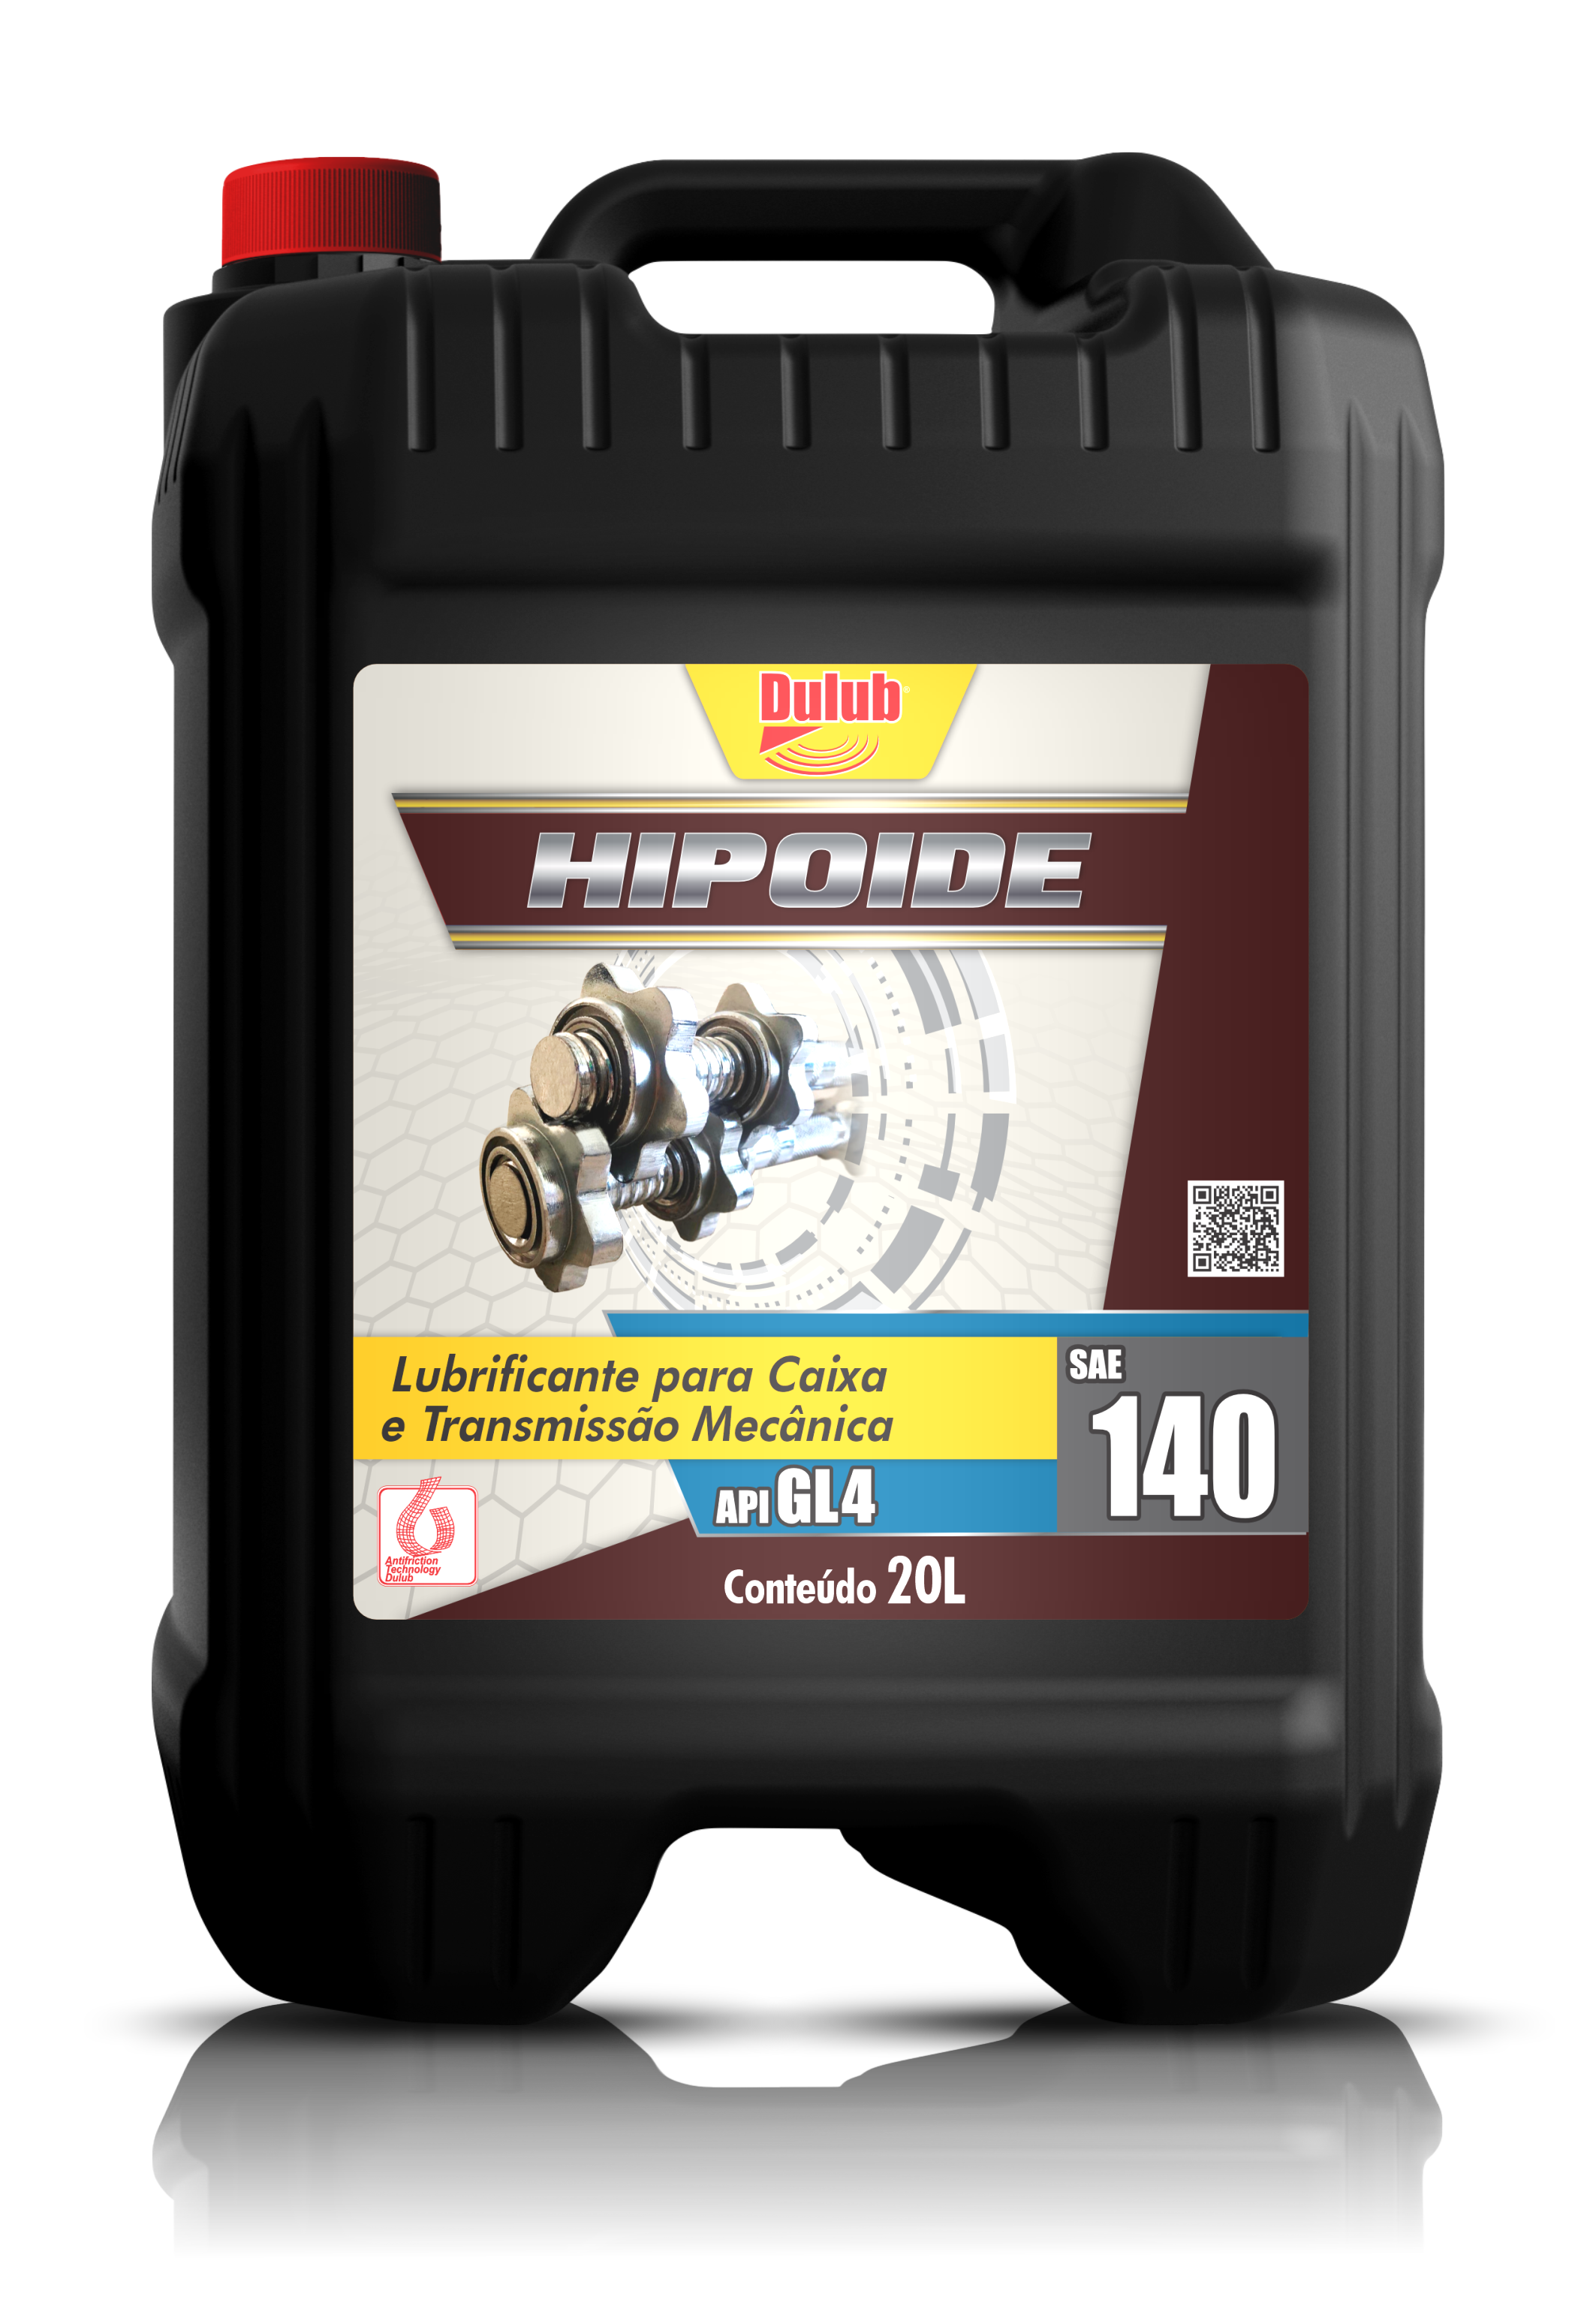 Dulub
HIPOIDE
Lubrificante para Caixa
e Transmissão Mecânica
SAE
140
API GL4
Antifriction
Technology
Dulub
Conteúdo 20L